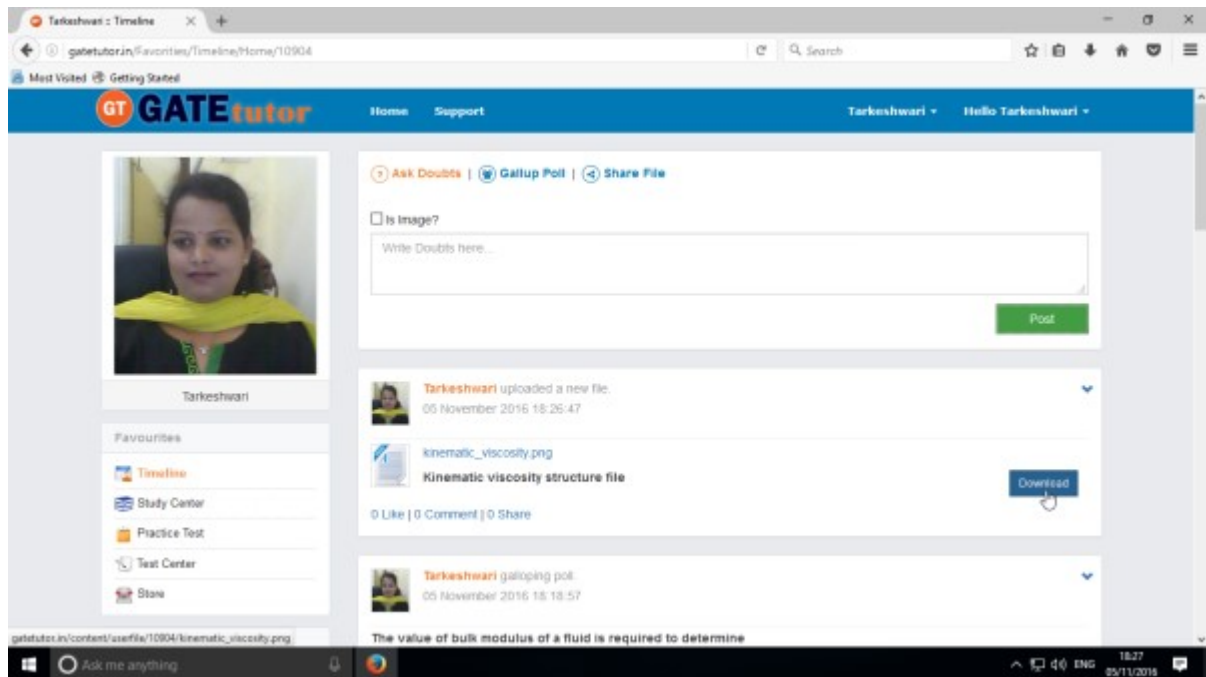 Tarkeshwari :: Timeline
gatetutor.in/Favorities/Timeline/Home/10904
Search
Most Visited Getting Started
GT GATEtutor Home Support Tarkeshwari Hello Tarkeshwari
Ask Doubts | Gallup Poll | Share File
Is Image?
Write Doubts here...
Post
Tarkeshwari
Favourites
Timeline
Study Center
Practice Test
Test Center
Store
Tarkeshwari uploaded a new file.
05 November 2016 18:26:47
kinematic_viscosity.png
Kinematic viscosity structure file
Download
0 Like | 0 Comment | 0 Share
Tarkeshwari galloping poll.
05 November 2016 18:18:57
The value of bulk modulus of a fluid is required to determine
gatetutor.in/content/userfile/10904/kinematic_viscosity.png
Ask me anything
ENG
18:27
05/11/2016